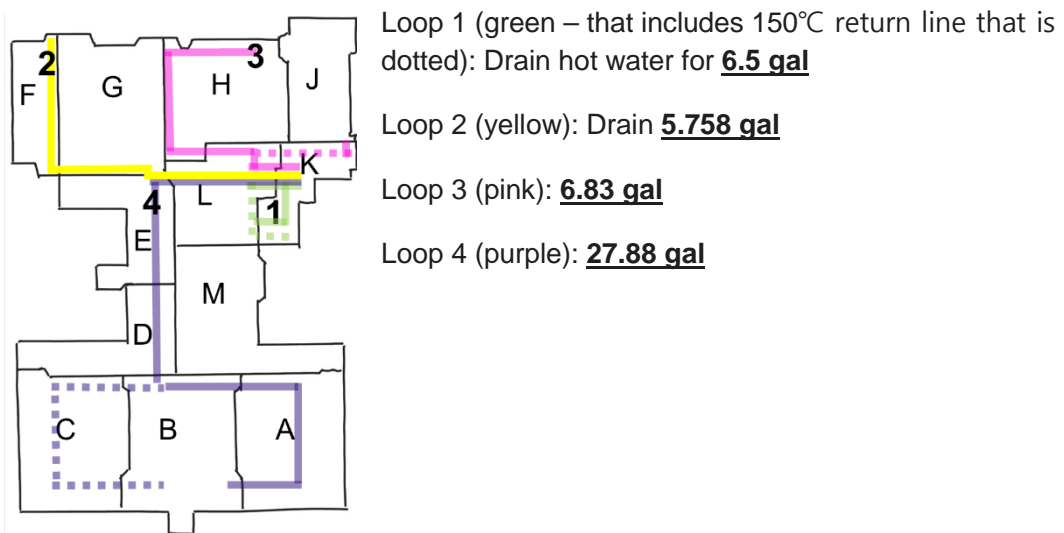 Loop 1 (green – that includes 150℃ return line that is
dotted): Drain hot water for 6.5 gal
Loop 2 (yellow): Drain 5.758 gal
Loop 3 (pink): 6.83 gal
Loop 4 (purple): 27.88 gal
2
3
F
G
H
J
K
4
L
1
E
M
D
C
B
A